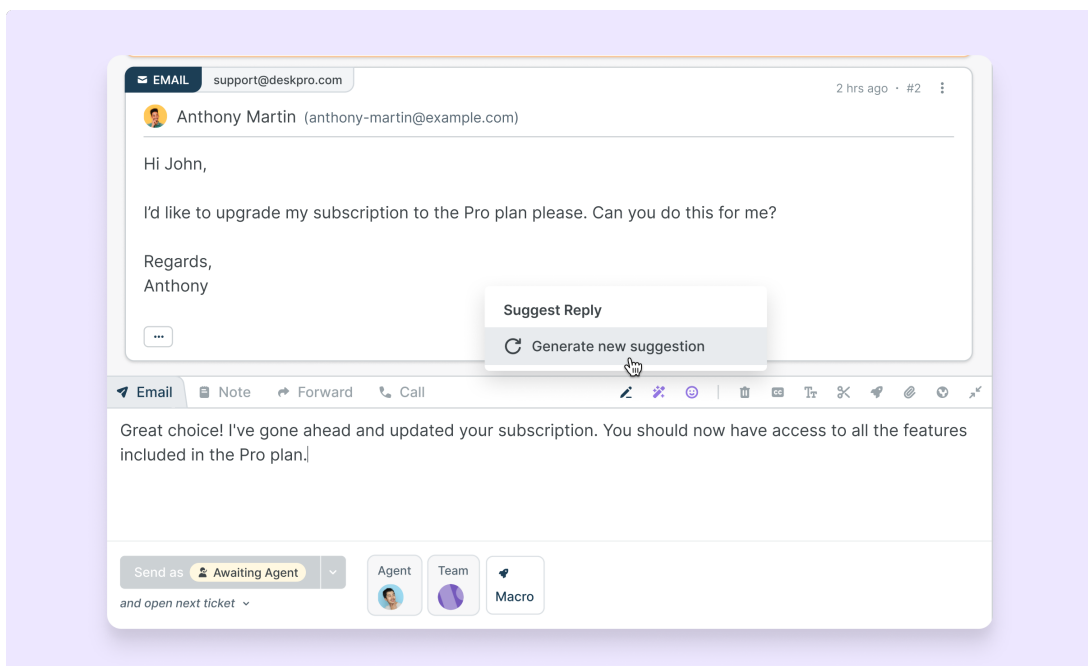 EMAIL support@deskpro.com
2 hrs ago • #2
Anthony Martin (anthony-martin@example.com)
Hi John,
I’d like to upgrade my subscription to the Pro plan please. Can you do this for me?
Regards,
Anthony
Suggest Reply
Generate new suggestion
Email Note Forward Call
CC Tт
Great choice! I've gone ahead and updated your subscription. You should now have access to all the features
included in the Pro plan.
Send as Awaiting Agent
and open next ticket
Agent Team
Macro